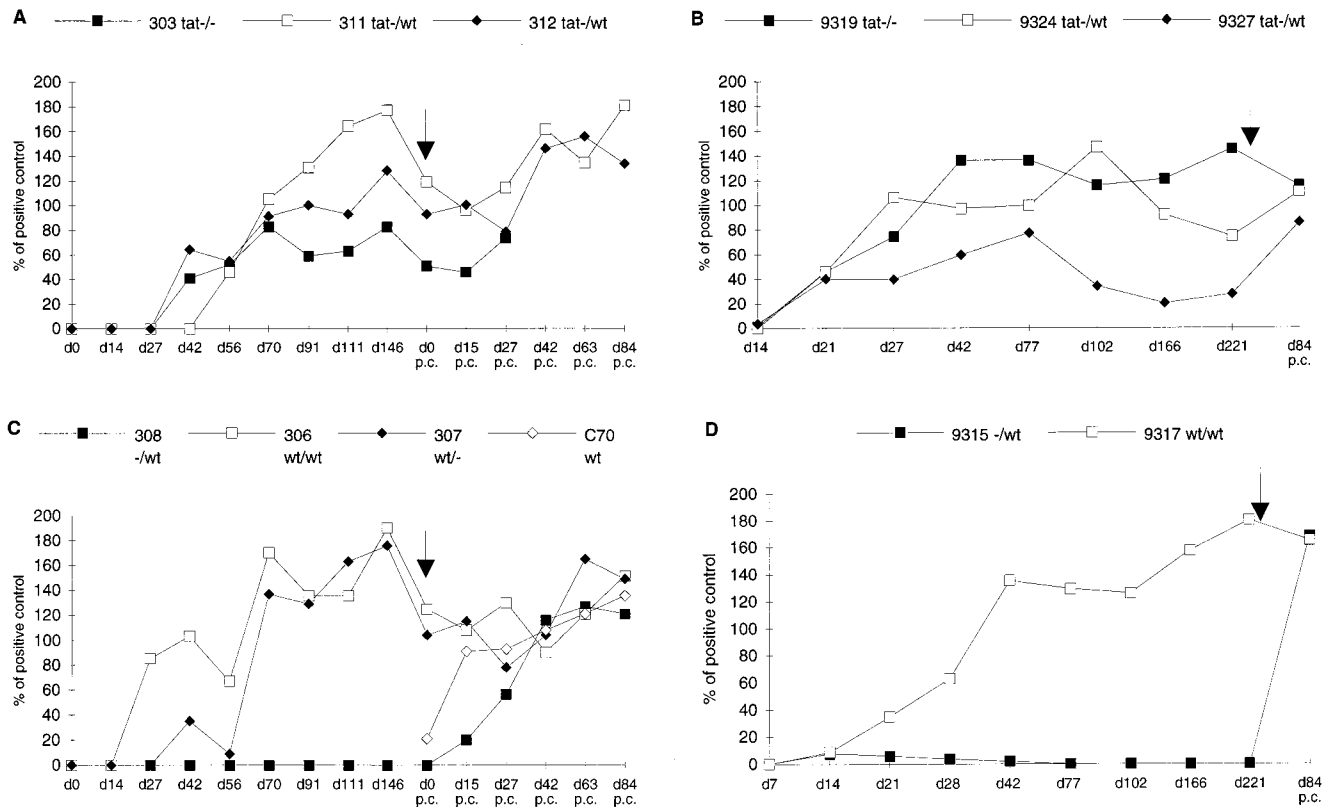 A
303 tat-/- 311 tat-/wt 312 tat-/wt
% of positive control
200
180
160
140
120
100
80
60
40
20
0
d0 d14 d27 d42 d56 d70 d91 d111 d146 d0 d15 d27 d42 d63 d84
p.c. p.c. p.c. p.c. p.c. p.c.
B
9319 tat-/- 9324 tat-/wt 9327 tat-/wt
% of positive control
200
180
160
140
120
100
80
60
40
20
0
d14 d21 d27 d42 d77 d102 d166 d221 d84
p.c.
C
308 306 307 C70
-/wt wt/wt wt/- wt
% of positive control
200
180
160
140
120
100
80
60
40
20
0
d0 d14 d27 d42 d56 d70 d91 d111 d146 d0 d15 d27 d42 d63 d84
p.c. p.c. p.c. p.c. p.c. p.c.
D
9315 -/wt 9317 wt/wt
% of positive control
200
180
160
140
120
100
80
60
40
20
0
d7 d14 d21 d28 d42 d77 d102 d166 d221 d84
p.c.